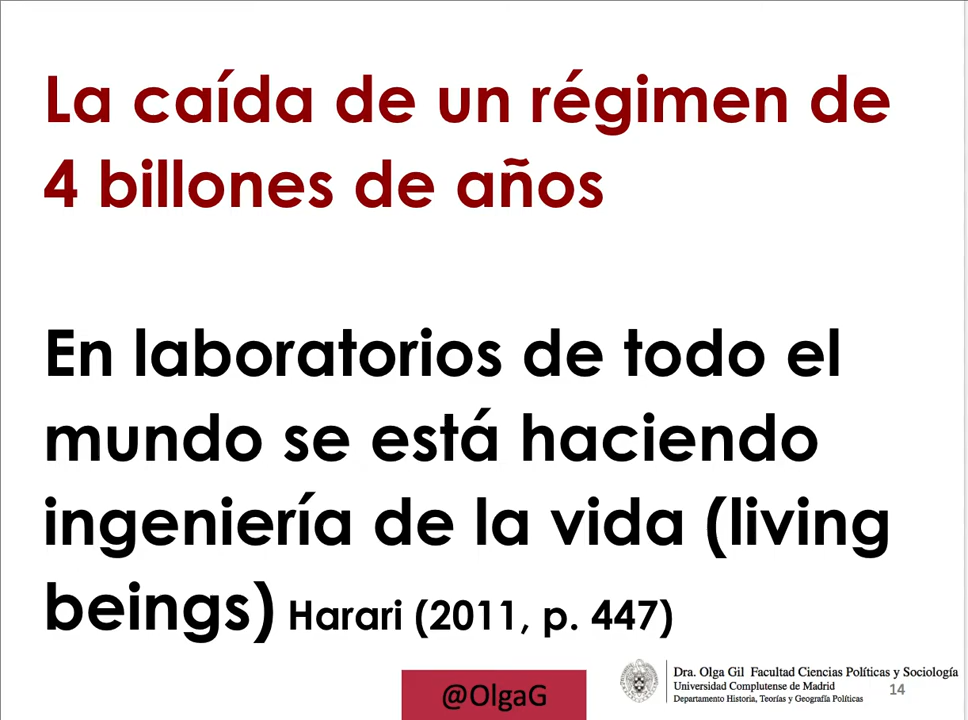 La caída de un régimen de
4 billones de años
En laboratorios de todo el
mundo se está haciendo
ingeniería de la vida (living
beings) Harari (2011, p. 447)
@OlgaG
Dra. Olga Gil Facultad Ciencias Políticas y Sociología
Universidad Complutense de Madrid
Departamento Historia, Teorías y Geografía Políticas
14